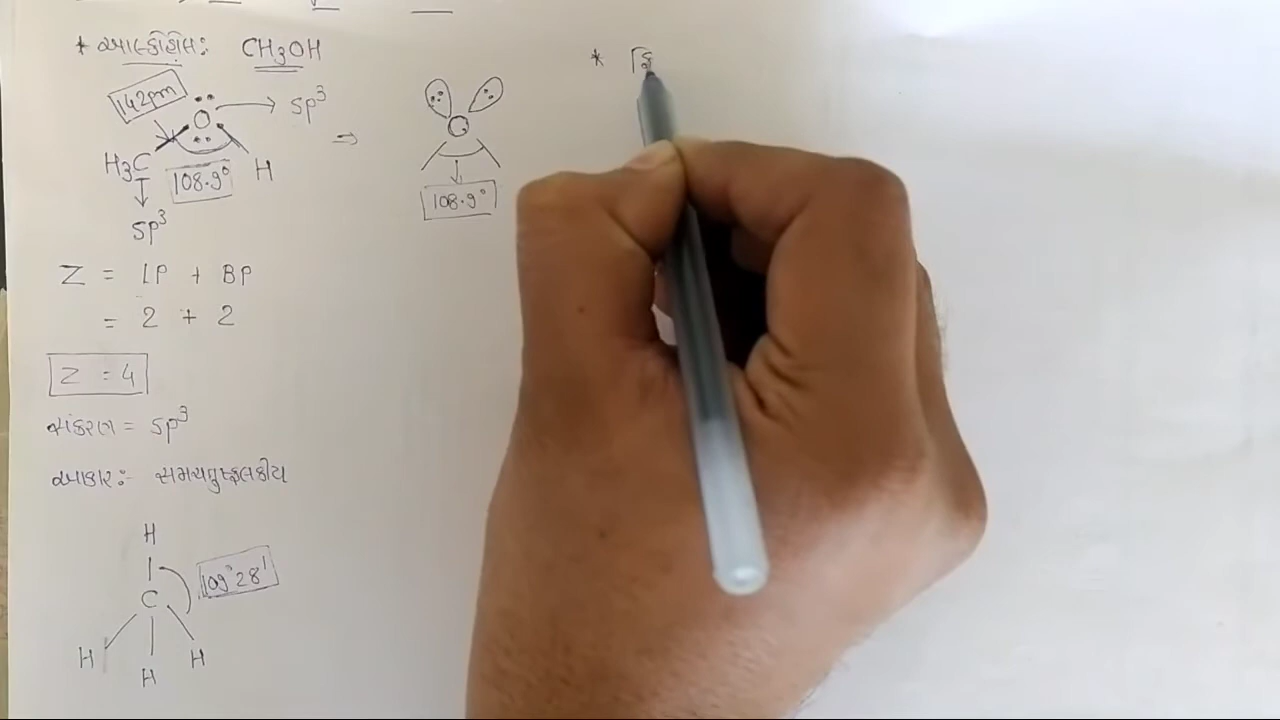 * આલ્કોહોલ: CH3OH
142pm
O → sp³
H3C
108.9°
H
sp³
⇒
O
108.9°
Z = lP + BP
= 2 + 2
Z = 4
સંકરણ = sp³
આકાર:- સમચતુષ્ફલકીય
H
109°28'
C
H
H
H
*